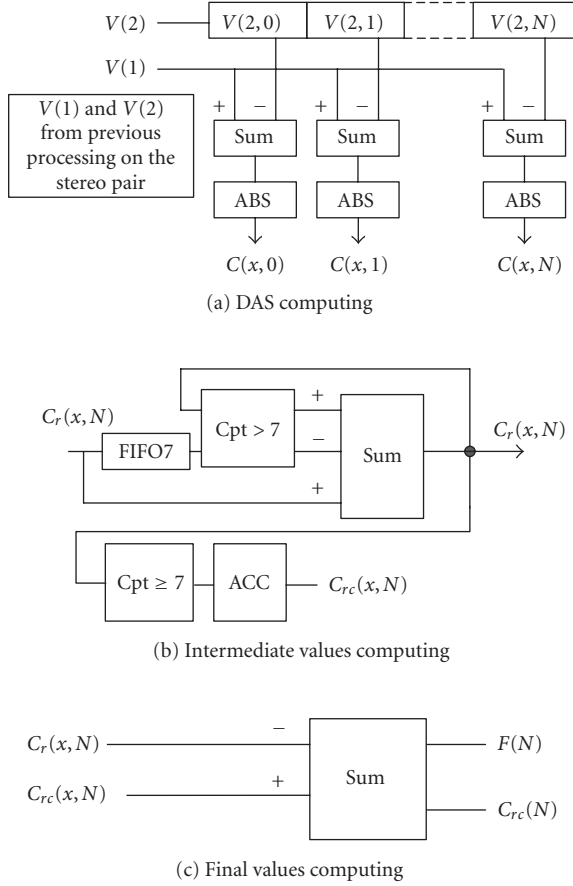 V(2) V(2,0) V(2,1) V(2,N)
V(1)
+ − + − + −
V(1) and V(2)
from previous
processing on the
stereo pair
Sum Sum Sum
ABS ABS ABS
C(x,0) C(x,1) C(x,N)
(a) DAS computing
C_r(x,N) FIFO7 Cpt > 7 + − + Sum C_r(x,N)
Cpt ≥ 7 ACC C_rc(x,N)
(b) Intermediate values computing
C_r(x,N) − Sum F(N)
C_rc(x,N) + C_rc(N)
(c) Final values computing